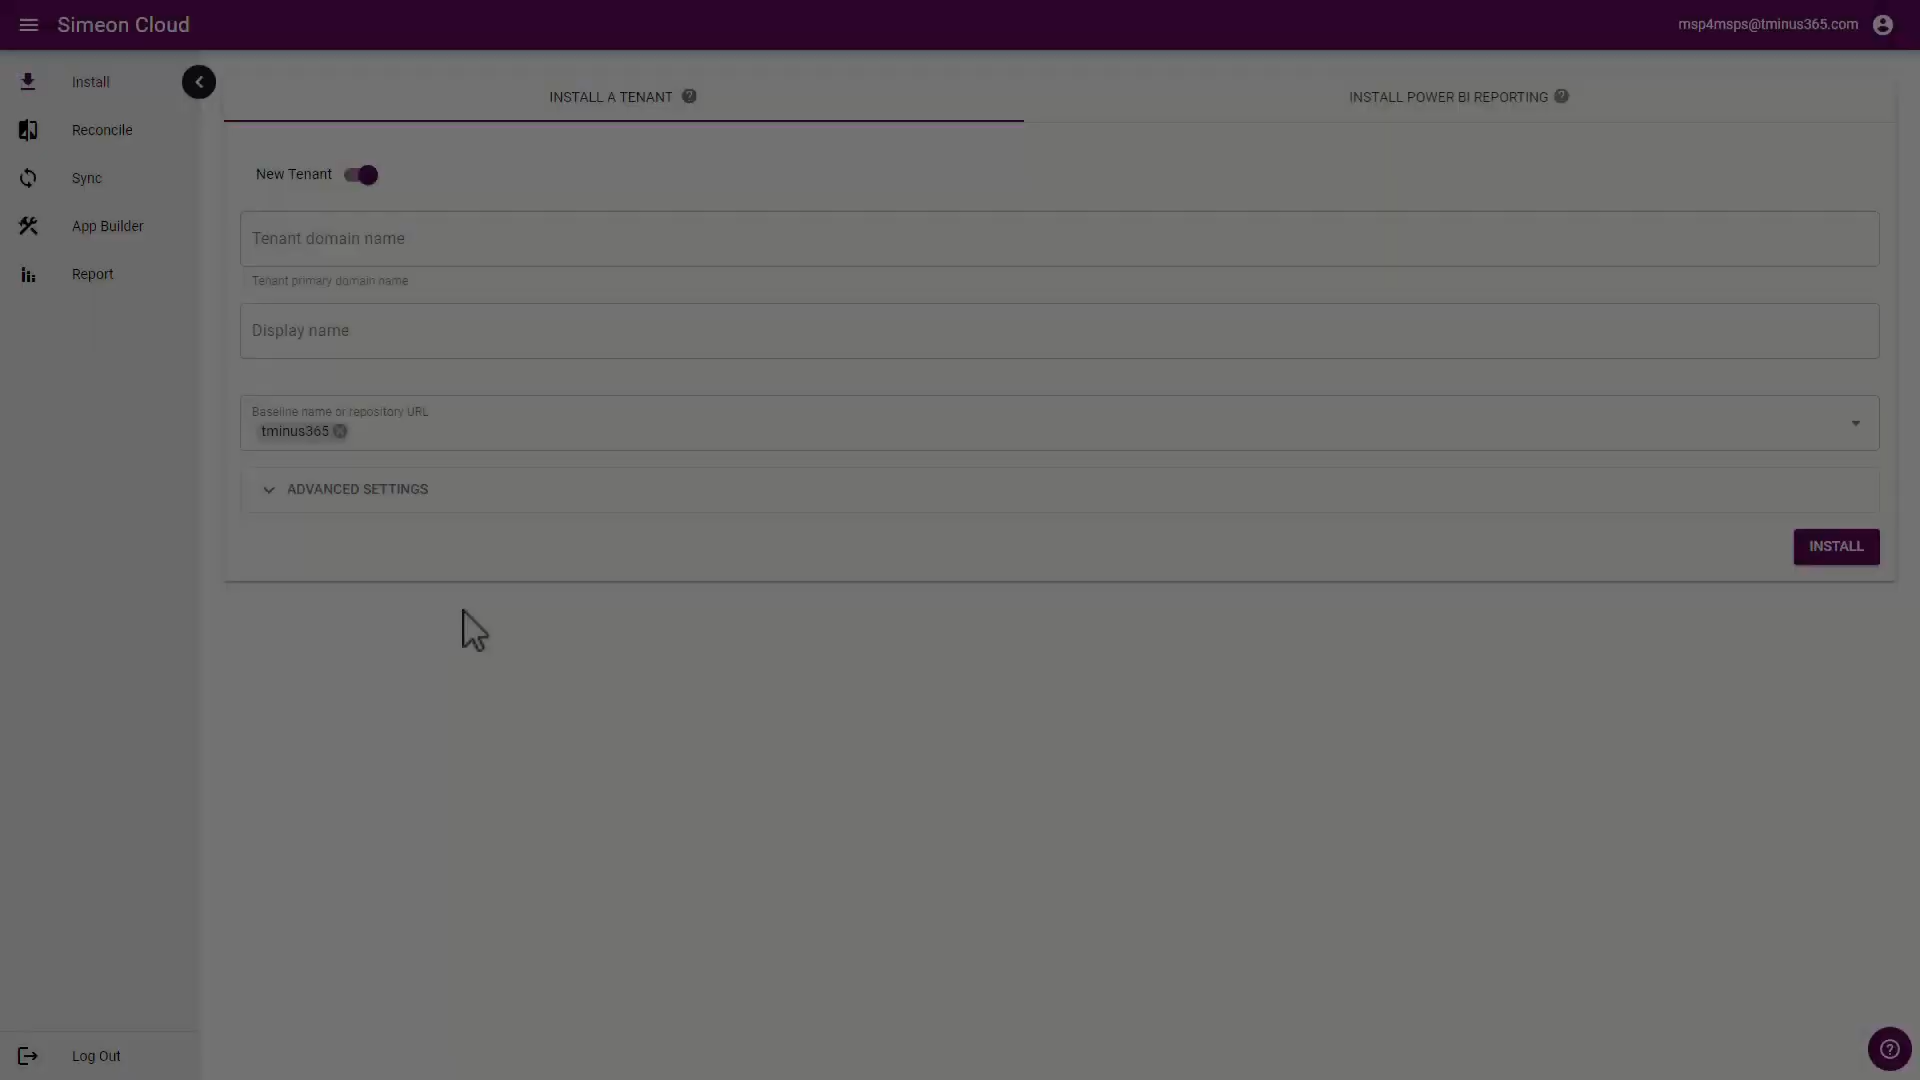 Simeon Cloud
msp4msps@tminus365.com
Install
Reconcile
Sync
App Builder
Report
INSTALL A TENANT
INSTALL POWER BI REPORTING
New Tenant
Tenant domain name
Tenant primary domain name
Display name
Baseline name or repository URL
tminus365
ADVANCED SETTINGS
INSTALL
Log Out